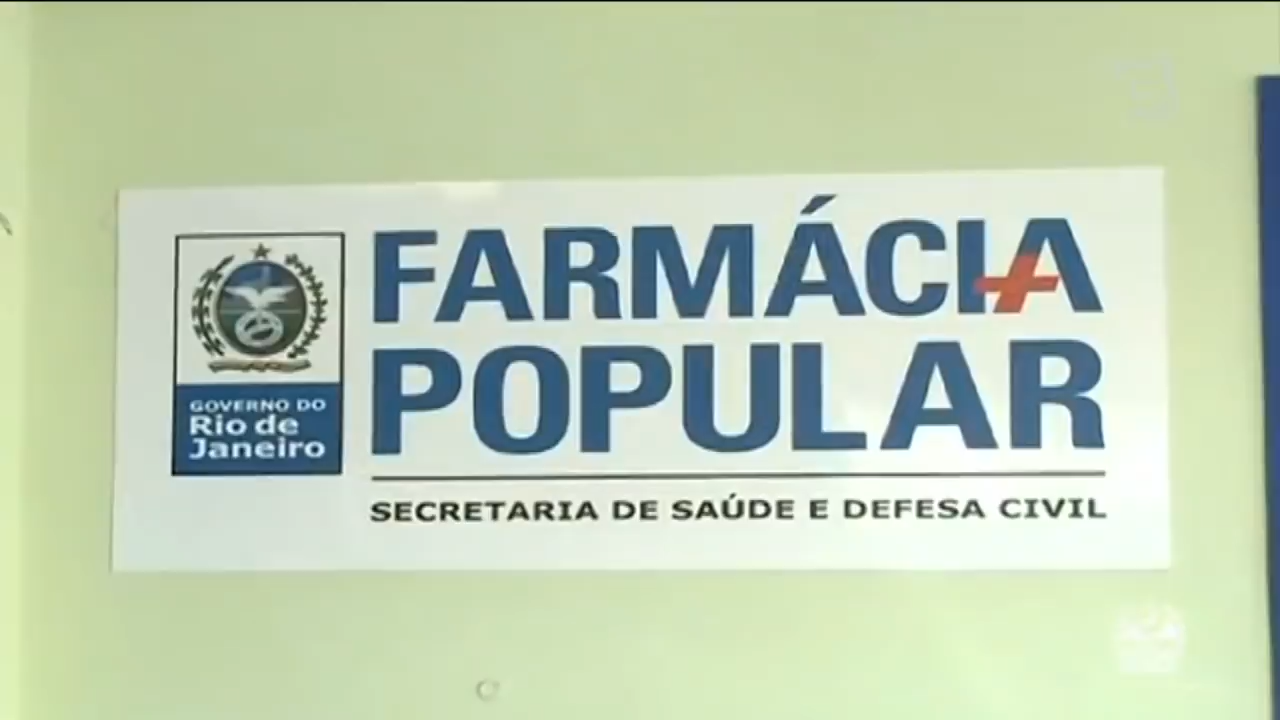 FARMÁCIA
POPULAR
GOVERNO DO
Rio de
Janeiro
SECRETARIA DE SAÚDE E DEFESA CIVIL